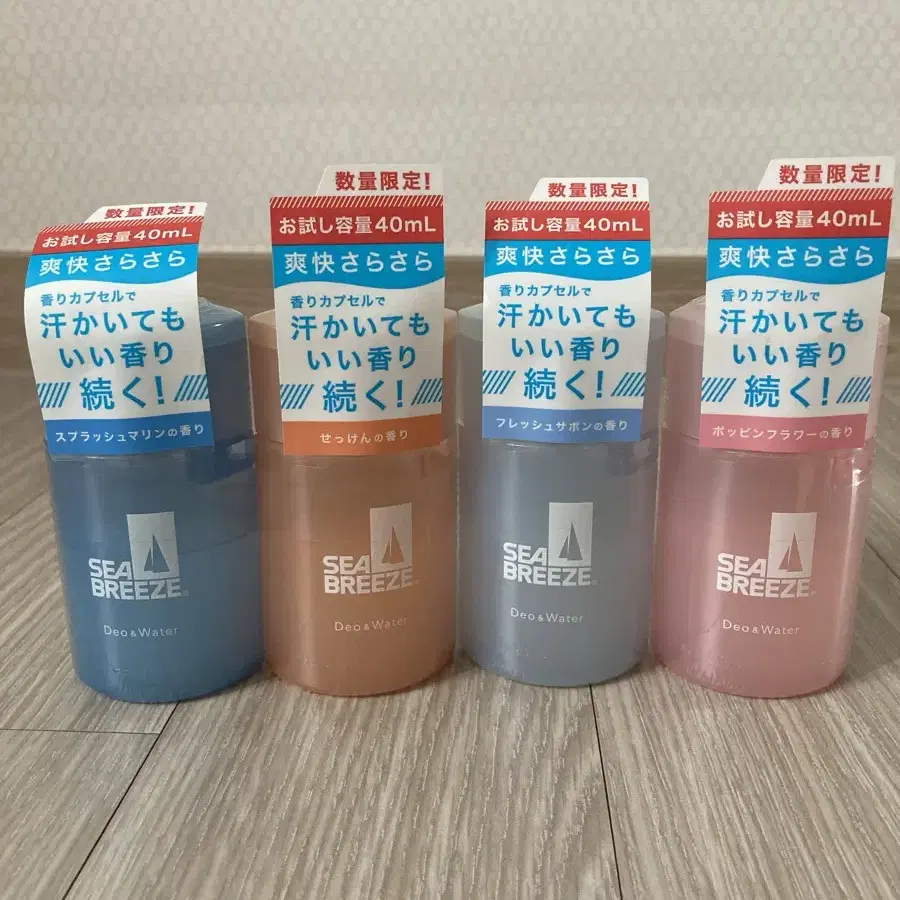 数量限定!
お試し容量40mL
爽快さらさら
香りカプセルで
汗かいても
いい香り
続く!
スプラッシュマリンの香り
SEA
BREEZE
Deo & Water
数量限定!
お試し容量40mL
爽快さらさら
香りカプセルで
汗かいても
いい香り
続く!
せっけんの香り
SEA
BREEZE
Deo & Water
数量限定!
お試し容量40mL
爽快さらさら
香りカプセルで
汗かいても
いい香り
続く!
フレッシュサボンの香り
SEA
BREEZE
Deo & Water
数量限定!
お試し容量40mL
爽快さらさら
香りカプセルで
汗かいても
いい香り
続く!
ポッピンフラワーの香り
SEA
BREEZE
Deo & Water